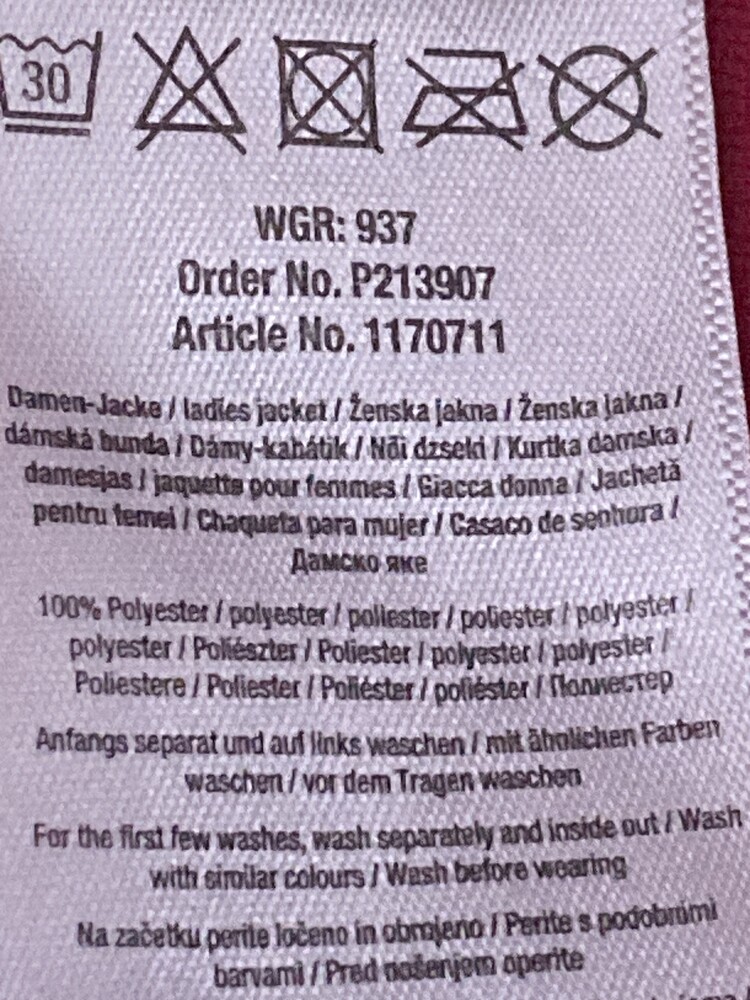 30
WGR: 937
Order No. P213907
Article No. 1170711
Damen-Jacke / ladies jacket / Ženska jakna / Ženska jakna /
dámská bunda / Dámy-kabátik / Női dzseki / Kurtka damska /
damesjas / jaquette pour femmes / Giacca donna / Jachetă
pentru femei / Chaqueta para mujer / Casaco de senhora /
Дамско яке
100% Polyester / polyester / poliester / poliester / polyester /
polyester / Poliészter / Poliester / polyester / polyester /
Poliestere / Poliester / Poliéster / poliéster / Полиестер
Anfangs separat und auf links waschen / mit ähnlichen Farben
waschen / vor dem Tragen waschen
For the first few washes, wash separately and inside out / Wash
with similar colours / Wash before wearing
Na začetku perite ločeno in obrnjeno / Perite s podobnimi
barvami / Pred nošenjem operite